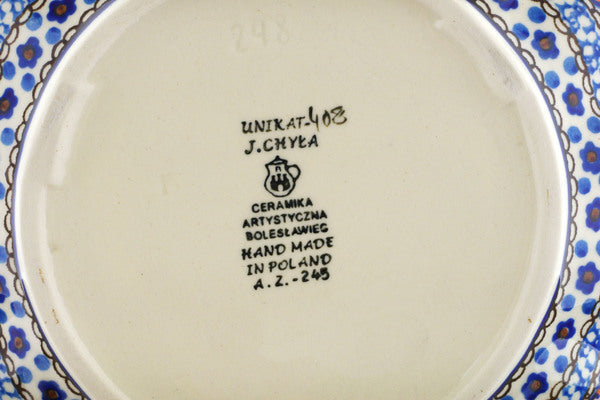 UNIKAT-408
J.CHYŁA
CERAMIKA
ARTYSTYCZNA
BOLESŁAWIEC
HAND MADE
IN POLAND
A.Z.-245